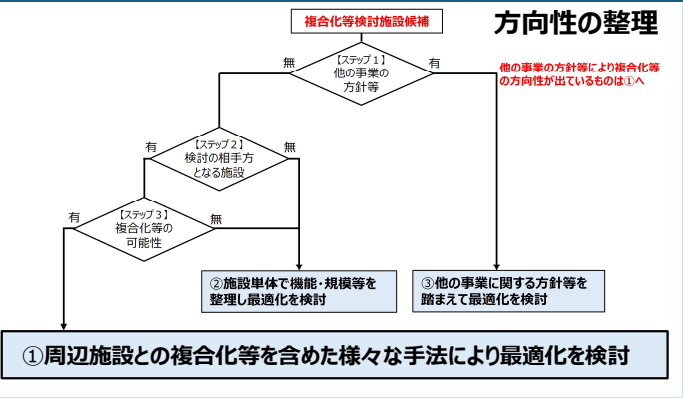 方向性の整理
複合化等検討施設候補
【ステップ１】
他の事業の
方針等
無
有
他の事業の方針等により複合化等
の方向性が出ているものは①へ
【ステップ２】
検討の相手方
となる施設
有
無
【ステップ３】
複合化等の
可能性
有
無
②施設単体で機能・規模等を
整理し最適化を検討
③他の事業に関する方針等を
踏まえて最適化を検討
①周辺施設との複合化等を含めた様々な手法により最適化を検討